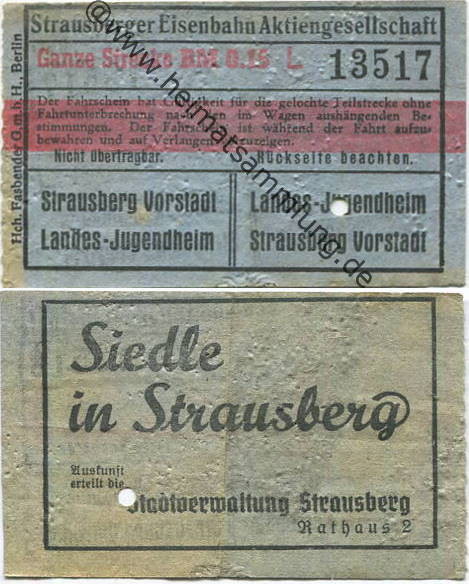 Strausberger Eisenbahn Aktiengesellschaft
Ganze Strecke RM 0.15 L. 13517
Der Fahrschein hat Gültigkeit für die gelochte Teilstrecke ohne
Fahrtunterbrechung nach den im Wagen aushängenden Be-
stimmungen. Der Fahrschein ist während der Fahrt aufzu-
bewahren und auf Verlangen vorzuzeigen.
Nicht übertragbar. Rückseite beachten.
Strausberg Vorstadt
Landes-Jugendheim
Landes-Jugendheim
Strausberg Vorstadt
Hch. Fasbender G.m.b.H., Berlin
@www.heimatsammlung.de
Siedle
in Strausberg
Auskunft
erteilt die
Stadtverwaltung Strausberg
Rathaus 2